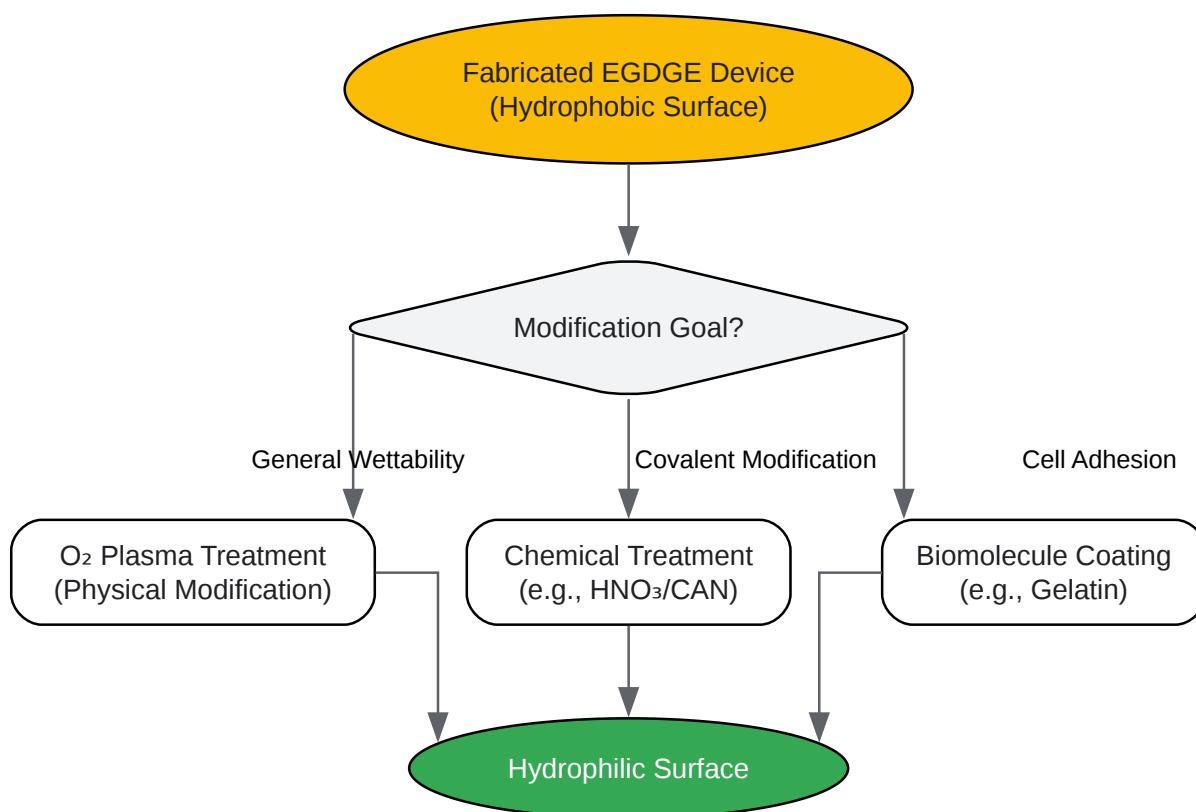 Fabricated EGDGE Device
(Hydrophobic Surface)
Modification Goal?
General Wettability
Covalent Modification
Cell Adhesion
O₂ Plasma Treatment
(Physical Modification)
Chemical Treatment
(e.g., HNO₃/CAN)
Biomolecule Coating
(e.g., Gelatin)
Hydrophilic Surface